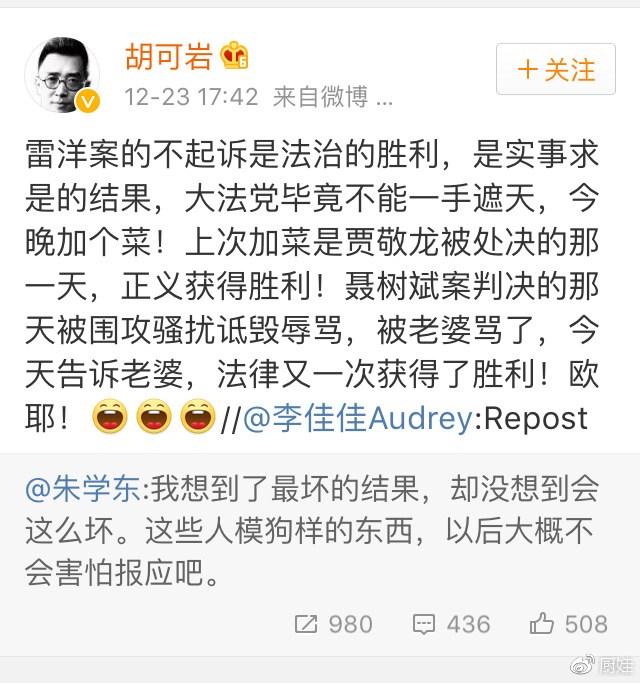 胡可岩
+关注
12-23 17:42 来自微博 ...
雷洋案的不起诉是法治的胜利，是实事求
是的结果，大法党毕竟不能一手遮天，今
晚加个菜！上次加菜是贾敬龙被处决的那
一天，正义获得胜利！聂树斌案判决的那
天被围攻骚扰诋毁辱骂，被老婆骂了，今
天告诉老婆，法律又一次获得了胜利！欧
耶！//@李佳佳Audrey:Repost
@朱学东:我想到了最坏的结果，却没想到会
这么坏。这些人模狗样的东西，以后大概不
会害怕报应吧。
980 436 508
厨娃